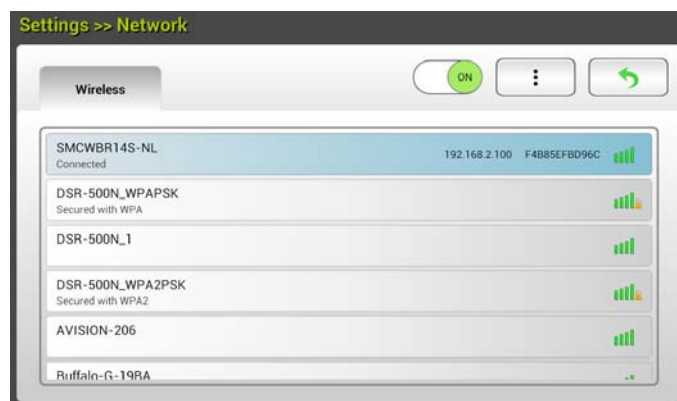 Settings >> Network
Wireless
ON
SMCWBR14S-NL
192.168.2.100 F4B85EFBD96C
Connected
DSR-500N_WPAPSK
Secured with WPA
DSR-500N_1
DSR-500N_WPA2PSK
Secured with WPA2
AVISION-206
Buffalo-G-19BA